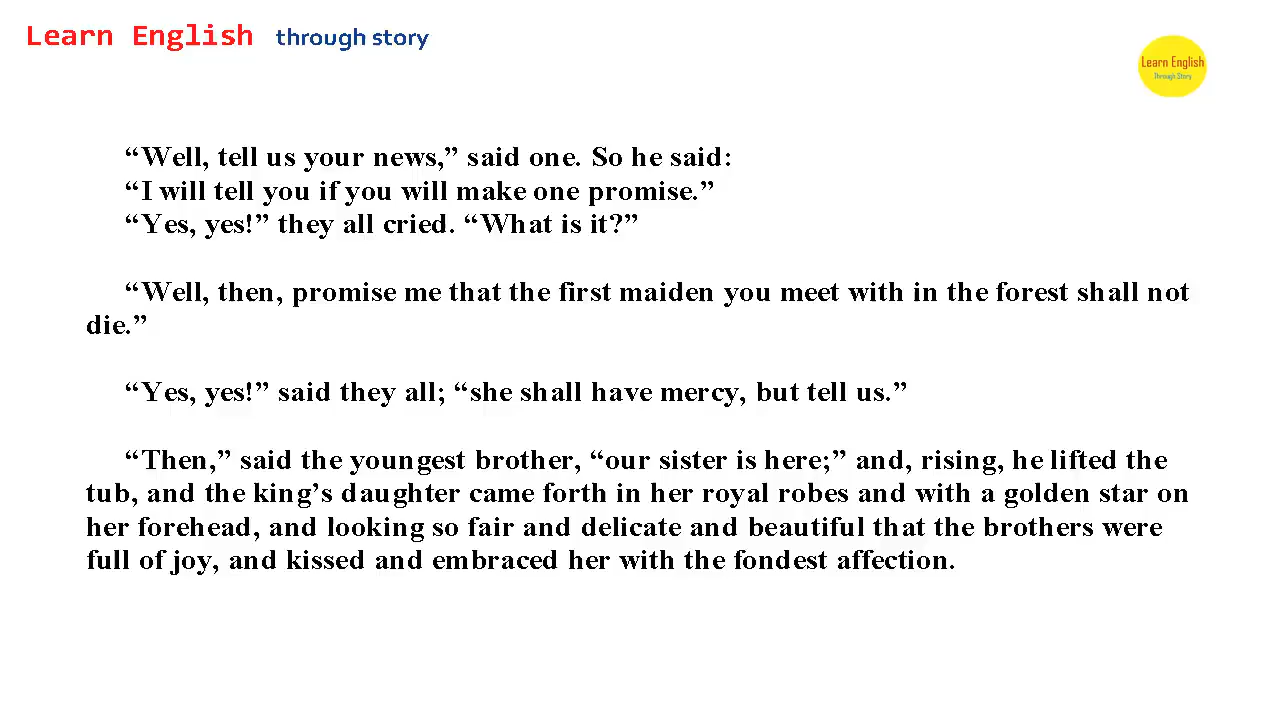 Learn English through story
Learn English
Through Story
“Well, tell us your news,” said one. So he said:
“I will tell you if you will make one promise.”
“Yes, yes!” they all cried. “What is it?”
“Well, then, promise me that the first maiden you meet with in the forest shall not
die.”
“Yes, yes!” said they all; “she shall have mercy, but tell us.”
“Then,” said the youngest brother, “our sister is here;” and, rising, he lifted the
tub, and the king’s daughter came forth in her royal robes and with a golden star on
her forehead, and looking so fair and delicate and beautiful that the brothers were
full of joy, and kissed and embraced her with the fondest affection.